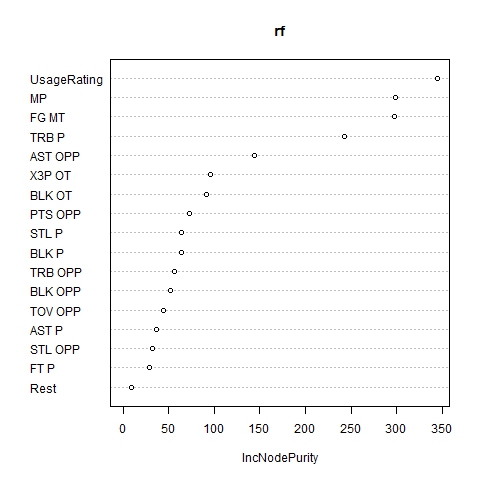 rf
UsageRating
MP
FG MT
TRB P
AST OPP
X3P OT
BLK OT
PTS OPP
STL P
BLK P
TRB OPP
BLK OPP
TOV OPP
AST P
STL OPP
FT P
Rest
0 50 100 150 200 250 300 350
IncNodePurity